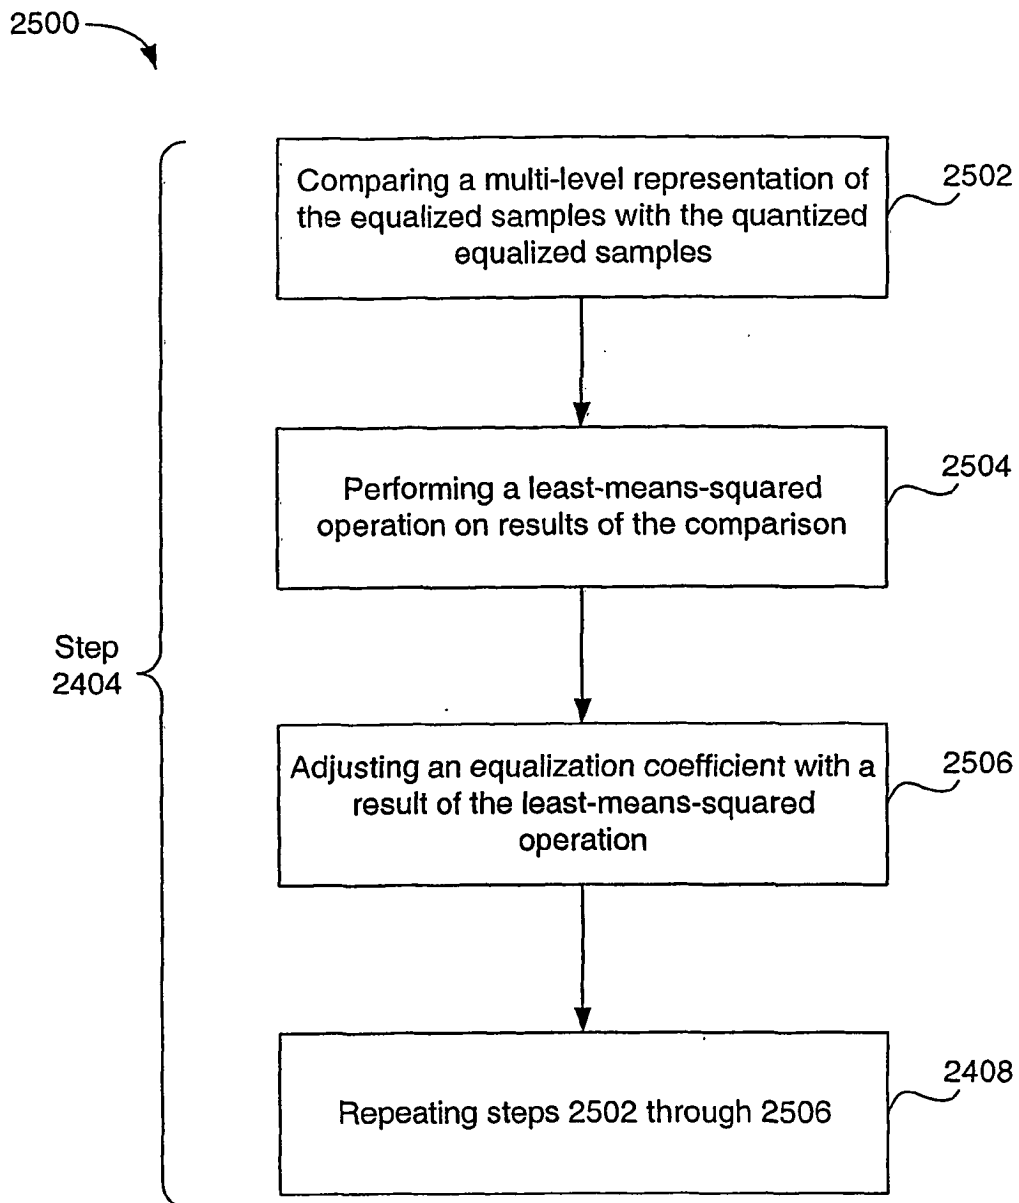 2500
Comparing a multi-level representation of
the equalized samples with the quantized
equalized samples
2502
Performing a least-means-squared
operation on results of the comparison
2504
Step
2404
Adjusting an equalization coefficient with a
result of the least-means-squared
operation
2506
Repeating steps 2502 through 2506
2408